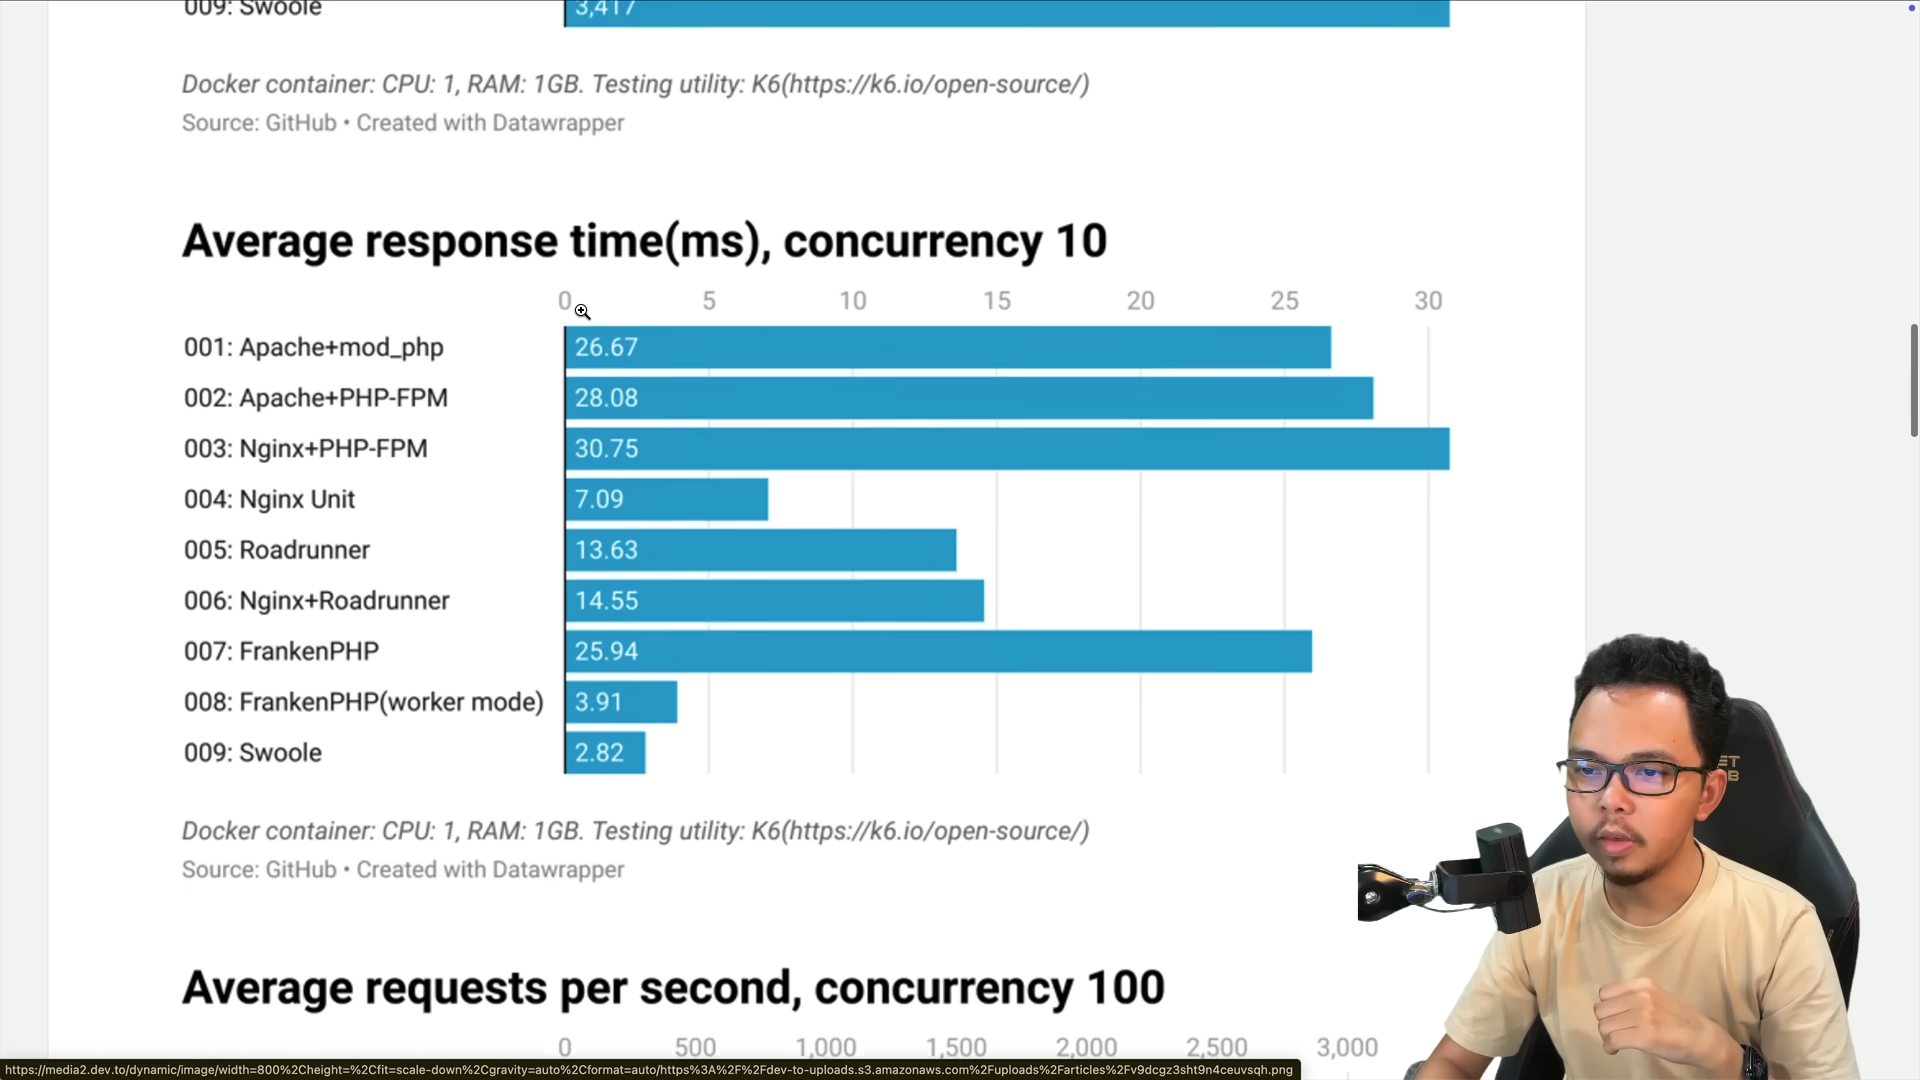 009: Swoole 3,417
Docker container: CPU: 1, RAM: 1GB. Testing utility: K6(https://k6.io/open-source/)
Source: GitHub • Created with Datawrapper
Average response time(ms), concurrency 10
0 5 10 15 20 25 30
001: Apache+mod_php 26.67
002: Apache+PHP-FPM 28.08
003: Nginx+PHP-FPM 30.75
004: Nginx Unit 7.09
005: Roadrunner 13.63
006: Nginx+Roadrunner 14.55
007: FrankenPHP 25.94
008: FrankenPHP(worker mode) 3.91
009: Swoole 2.82
Docker container: CPU: 1, RAM: 1GB. Testing utility: K6(https://k6.io/open-source/)
Source: GitHub • Created with Datawrapper
Average requests per second, concurrency 100
0 500 1,000 1,500 2,000 2,500 3,000
https://media2.dev.to/dynamic/image/width=800%2Cheight=%2Cfit=scale-down%2Cgravity=auto%2Cformat=auto/https%3A%2F%2Fdev-to-uploads.s3.amazonaws.com%2Fuploads%2Farticles%2Fv9dcgz3sht9n4ceuvsqh.png